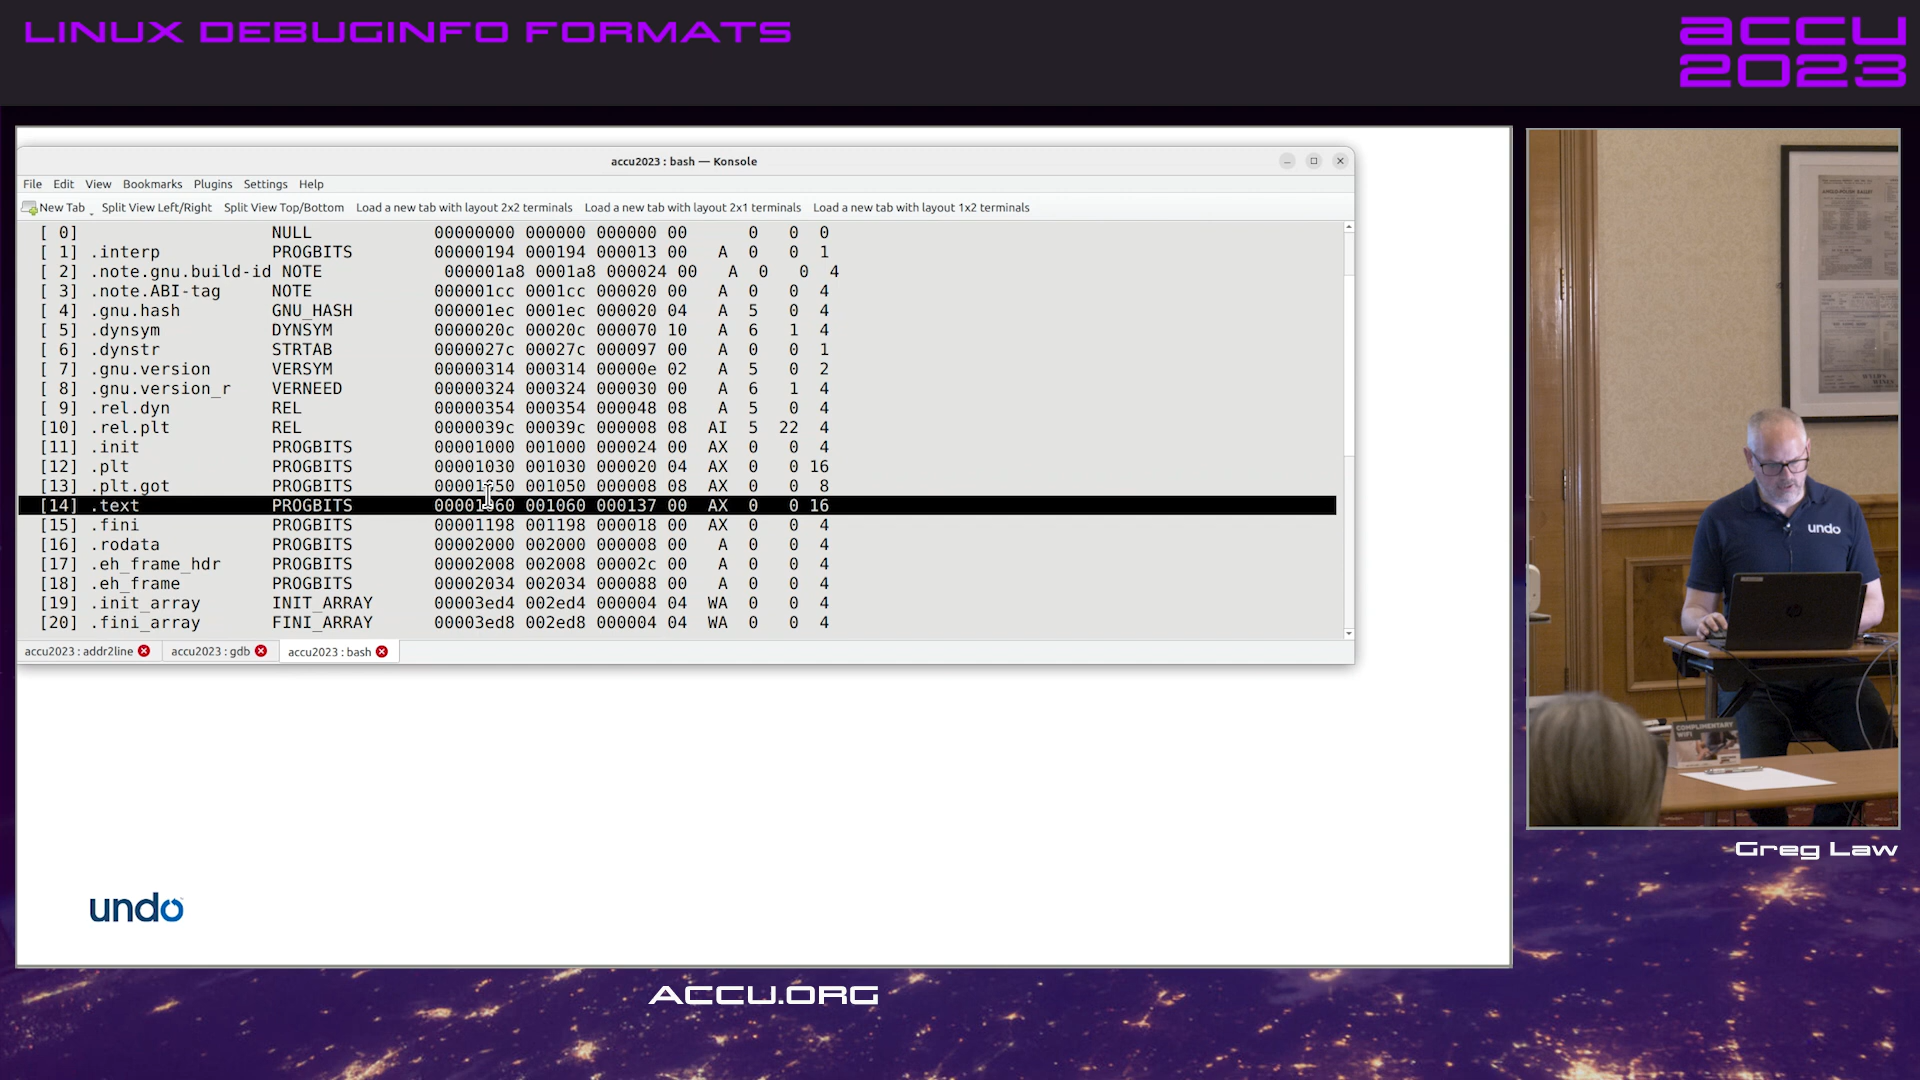 LINUX DEBUGINFO FORMATS
accu
2023
accu2023 : bash — Konsole
File Edit View Bookmarks Plugins Settings Help
New Tab Split View Left/Right Split View Top/Bottom Load a new tab with layout 2x2 terminals Load a new tab with layout 2x1 terminals Load a new tab with layout 1x2 terminals
[ 0] NULL 00000000 000000 000000 00 0 0 0
[ 1] .interp PROGBITS 00000194 000194 000013 00 A 0 0 1
[ 2] .note.gnu.build-id NOTE 000001a8 0001a8 000024 00 A 0 0 4
[ 3] .note.ABI-tag NOTE 000001cc 0001cc 000020 00 A 0 0 4
[ 4] .gnu.hash GNU_HASH 000001ec 0001ec 000020 04 A 5 0 4
[ 5] .dynsym DYNSYM 0000020c 00020c 000070 10 A 6 1 4
[ 6] .dynstr STRTAB 0000027c 00027c 000097 00 A 0 0 1
[ 7] .gnu.version VERSYM 00000314 000314 00000e 02 A 5 0 2
[ 8] .gnu.version_r VERNEED 00000324 000324 000030 00 A 6 1 4
[ 9] .rel.dyn REL 00000354 000354 000048 08 A 5 0 4
[10] .rel.plt REL 0000039c 00039c 000008 08 AI 5 22 4
[11] .init PROGBITS 00001000 001000 000024 00 AX 0 0 4
[12] .plt PROGBITS 00001030 001030 000020 04 AX 0 0 16
[13] .plt.got PROGBITS 00001050 001050 000008 08 AX 0 0 8
[14] .text PROGBITS 00001060 001060 000137 00 AX 0 0 16
[15] .fini PROGBITS 00001198 001198 000018 00 AX 0 0 4
[16] .rodata PROGBITS 00002000 002000 000008 00 A 0 0 4
[17] .eh_frame_hdr PROGBITS 00002008 002008 00002c 00 A 0 0 4
[18] .eh_frame PROGBITS 00002034 002034 000088 00 A 0 0 4
[19] .init_array INIT_ARRAY 00003ed4 002ed4 000004 04 WA 0 0 4
[20] .fini_array FINI_ARRAY 00003ed8 002ed8 000004 04 WA 0 0 4
accu2023 : addr2line accu2023 : gdb accu2023 : bash
undo
undo
COMPLIMENTARY
WIFI
Greg Law
ACCU.ORG